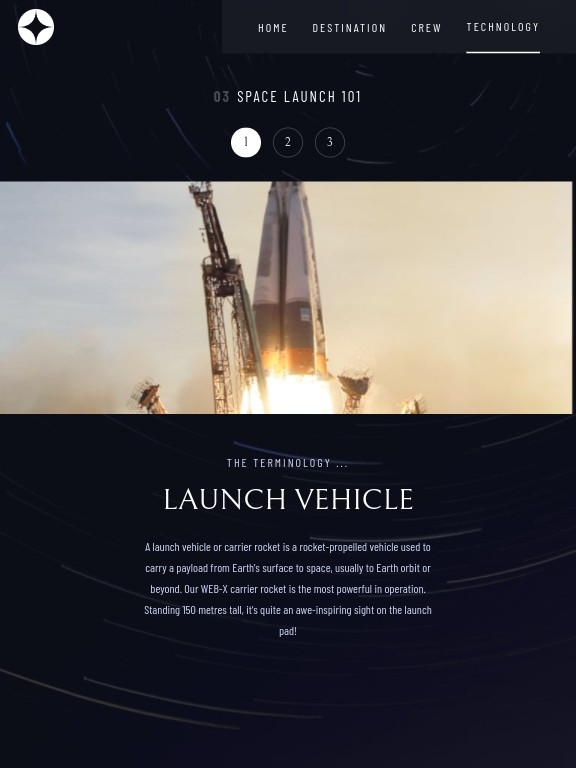 HOME DESTINATION CREW TECHNOLOGY
03 SPACE LAUNCH 101
1 2 3
THE TERMINOLOGY ...
LAUNCH VEHICLE
A launch vehicle or carrier rocket is a rocket-propelled vehicle used to
carry a payload from Earth's surface to space, usually to Earth orbit or
beyond. Our WEB-X carrier rocket is the most powerful in operation.
Standing 150 metres tall, it's quite an awe-inspiring sight on the launch
pad!